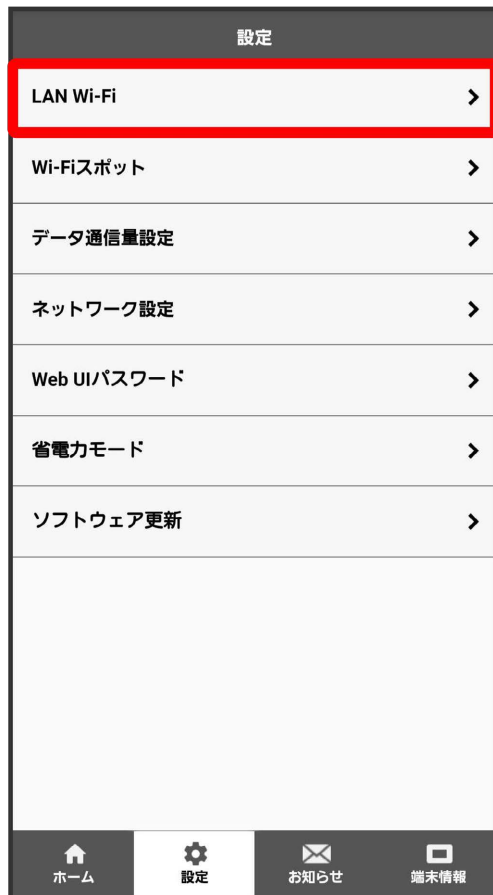 設定
LAN Wi-Fi
Wi-Fiスポット
データ通信量設定
ネットワーク設定
Web UIパスワード
省電力モード
ソフトウェア更新
ホーム
設定
お知らせ
端末情報